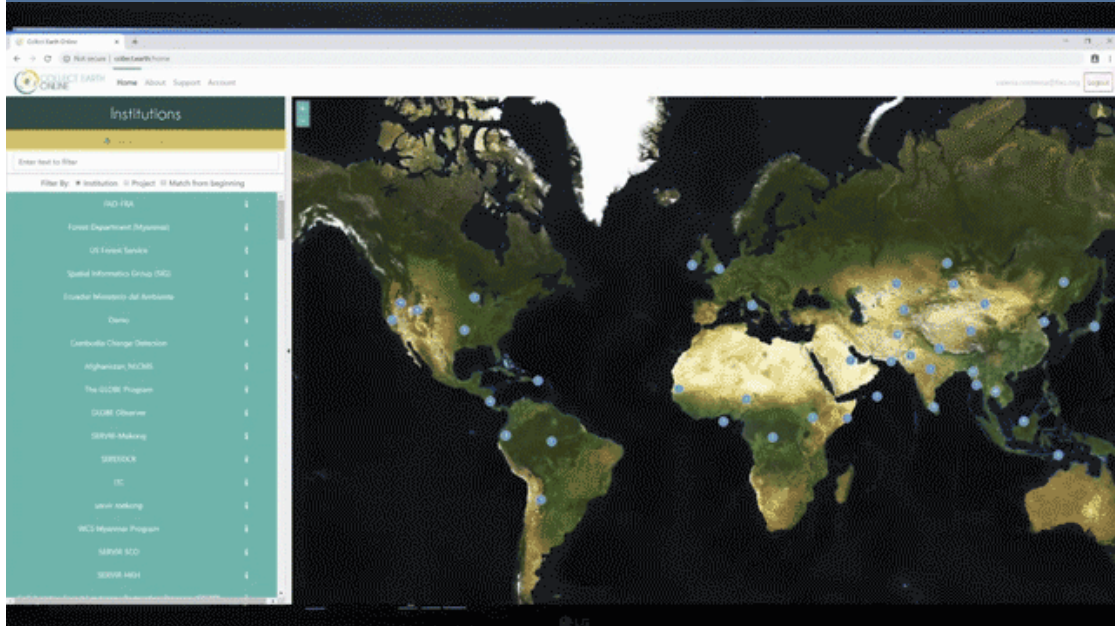 Collect Earth Online
Not secure | collect.earth/home
COLLECT EARTH
ONLINE
Home About Support Account
Logout
Institutions
Enter text to filter
Filter By: Institution Project Match from beginning
FAO-FRA
Forest Department (Myanmar)
US Forest Service
Spatial Informatics Group (SIG)
Ecuador Ministerio del Ambiente
Demo
Cambodia Change Detection
Afghanistan_NLCMS
The GLOBE Program
GLOBE Observer
SERVIR-Mekong
ITC
servir mekong
WCS Myanmar Program
SERVIR SCO
SERVIR HKH
LG